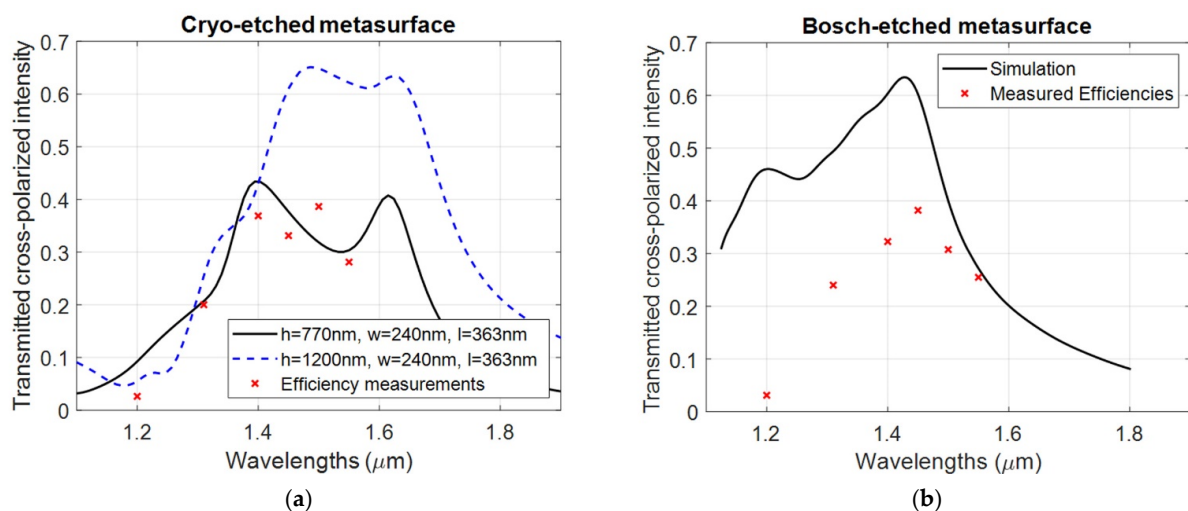 Cryo-etched metasurface
Transmitted cross-polarized intensity
0.7
0.6
0.5
0.4
0.3
0.2
0.1
0
h=770nm, w=240nm, l=363nm
h=1200nm, w=240nm, l=363nm
Efficiency measurements
1.2 1.4 1.6 1.8
Wavelengths (μm)
(a)
Bosch-etched metasurface
Transmitted cross-polarized intensity
0.7
0.6
0.5
0.4
0.3
0.2
0.1
0
Simulation
Measured Efficiencies
1.2 1.4 1.6 1.8
Wavelengths (μm)
(b)